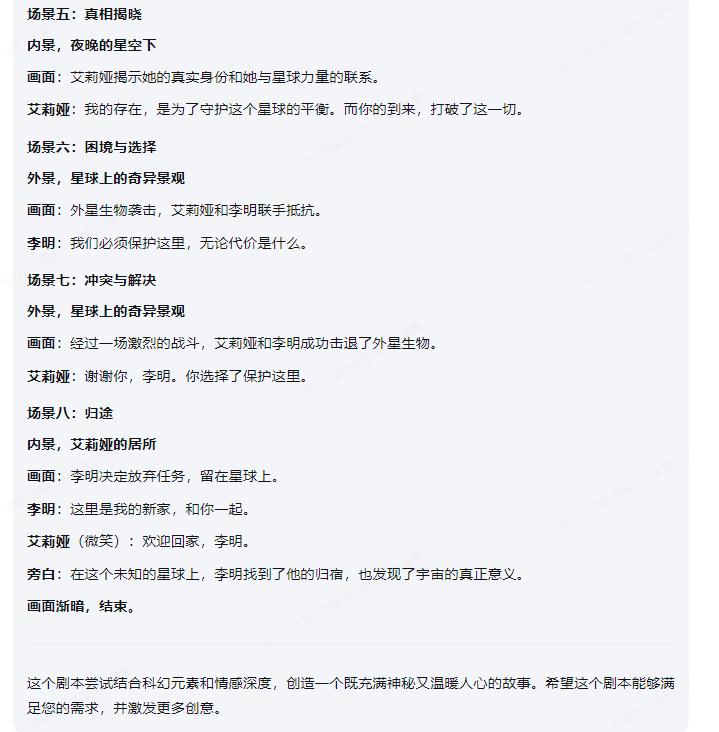 场景五：真相揭晓
内景，夜晚的星空下
画面：艾莉娅揭示她的真实身份和她与星球力量的联系。
艾莉娅：我的存在，是为了守护这个星球的平衡。而你的到来，打破了这一切。
场景六：困境与选择
外景，星球上的奇异景观
画面：外星生物袭击，艾莉娅和李明联手抵抗。
李明：我们必须保护这里，无论代价是什么。
场景七：冲突与解决
外景，星球上的奇异景观
画面：经过一场激烈的战斗，艾莉娅和李明成功击退了外星生物。
艾莉娅：谢谢你，李明。你选择了保护这里。
场景八：归途
内景，艾莉娅的居所
画面：李明决定放弃任务，留在星球上。
李明：这里是我的新家，和你一起。
艾莉娅（微笑）：欢迎回家，李明。
旁白：在这个未知的星球上，李明找到了他的归宿，也发现了宇宙的真正意义。
画面渐暗，结束。
这个剧本尝试结合科幻元素和情感深度，创造一个既充满神秘又温暖人心的故事。希望这个剧本能够满
足您的需求，并激发更多创意。